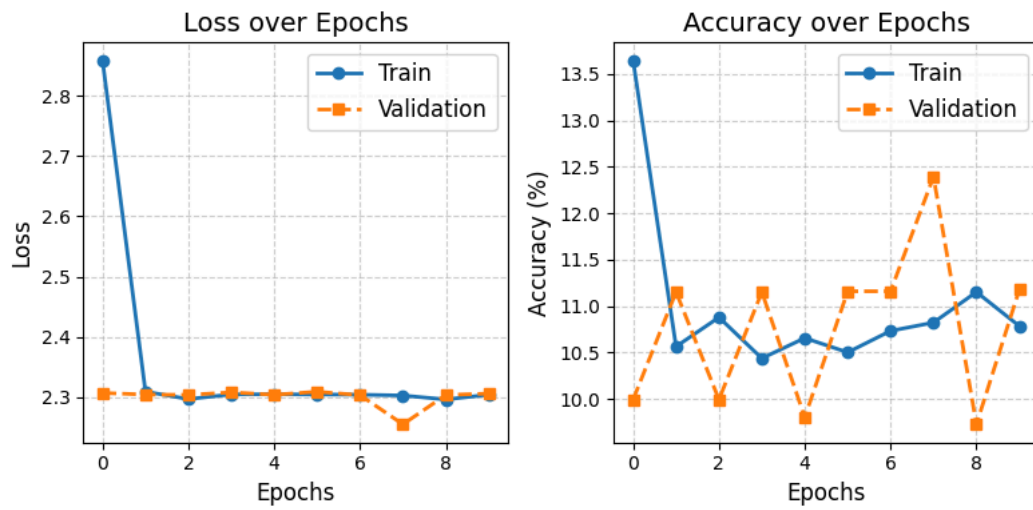 Loss over Epochs
Train
Validation
2.8
2.7
2.6
2.5
2.4
2.3
Loss
0
2
4
6
8
Epochs
Accuracy over Epochs
Train
Validation
13.5
13.0
12.5
12.0
11.5
11.0
10.5
10.0
Accuracy (%)
0
2
4
6
8
Epochs